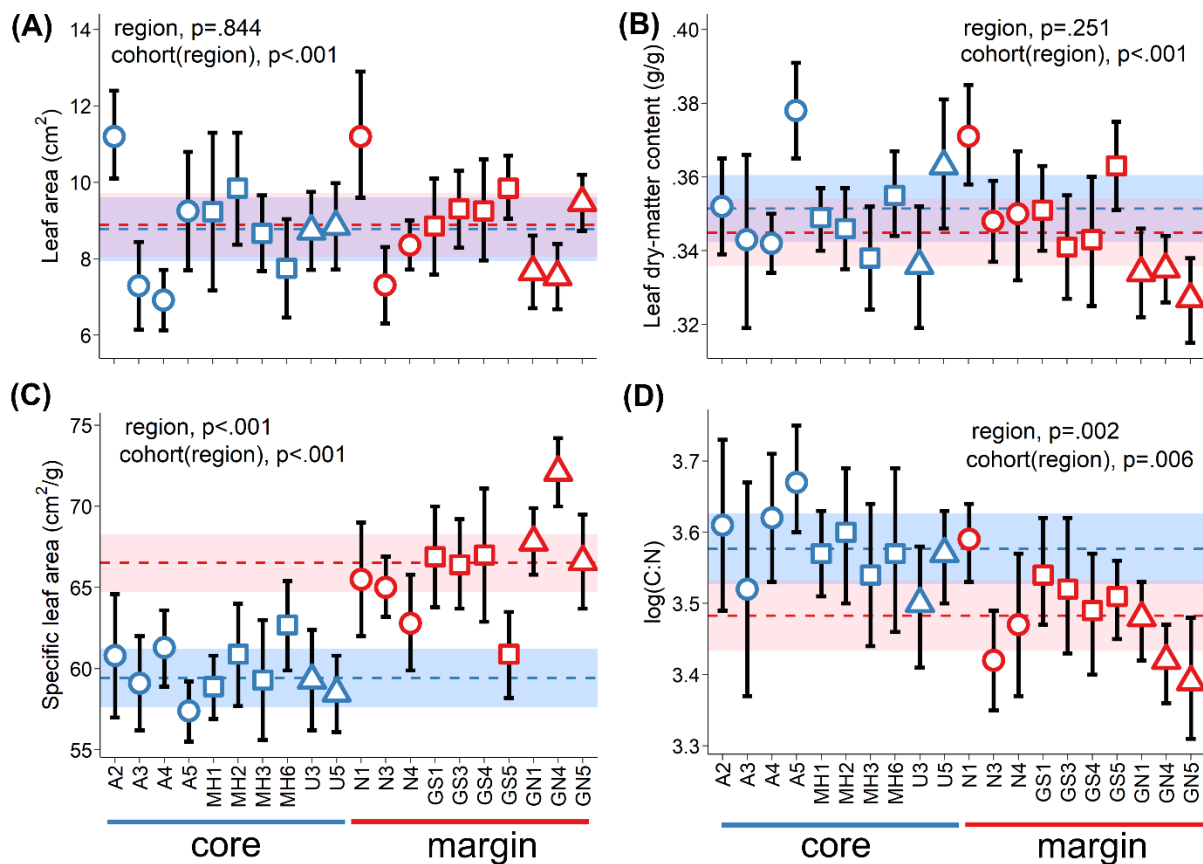 (A)
region, p=.844
cohort(region), p<.001
Leaf area (cm²)
12
10
8
6
(B)
region, p=.251
cohort(region), p<.001
Leaf dry-matter content (g/g)
.40
.38
.36
.34
.32
(C)
region, p<.001
cohort(region), p<.001
Specific leaf area (cm²/g)
75
70
65
60
55
A2
A3
A4
A5
MH1
MH2
MH3
MH6
U3
U5
N1
N3
N4
GS1
GS3
GS4
GS5
GN1
GN4
GN5
core
margin
(D)
region, p=.002
cohort(region), p=.006
log(C:N)
3.7
3.6
3.5
3.4
3.3
A2
A3
A4
A5
MH1
MH2
MH3
MH6
U3
U5
N1
N3
N4
GS1
GS3
GS4
GS5
GN1
GN4
GN5
core
margin